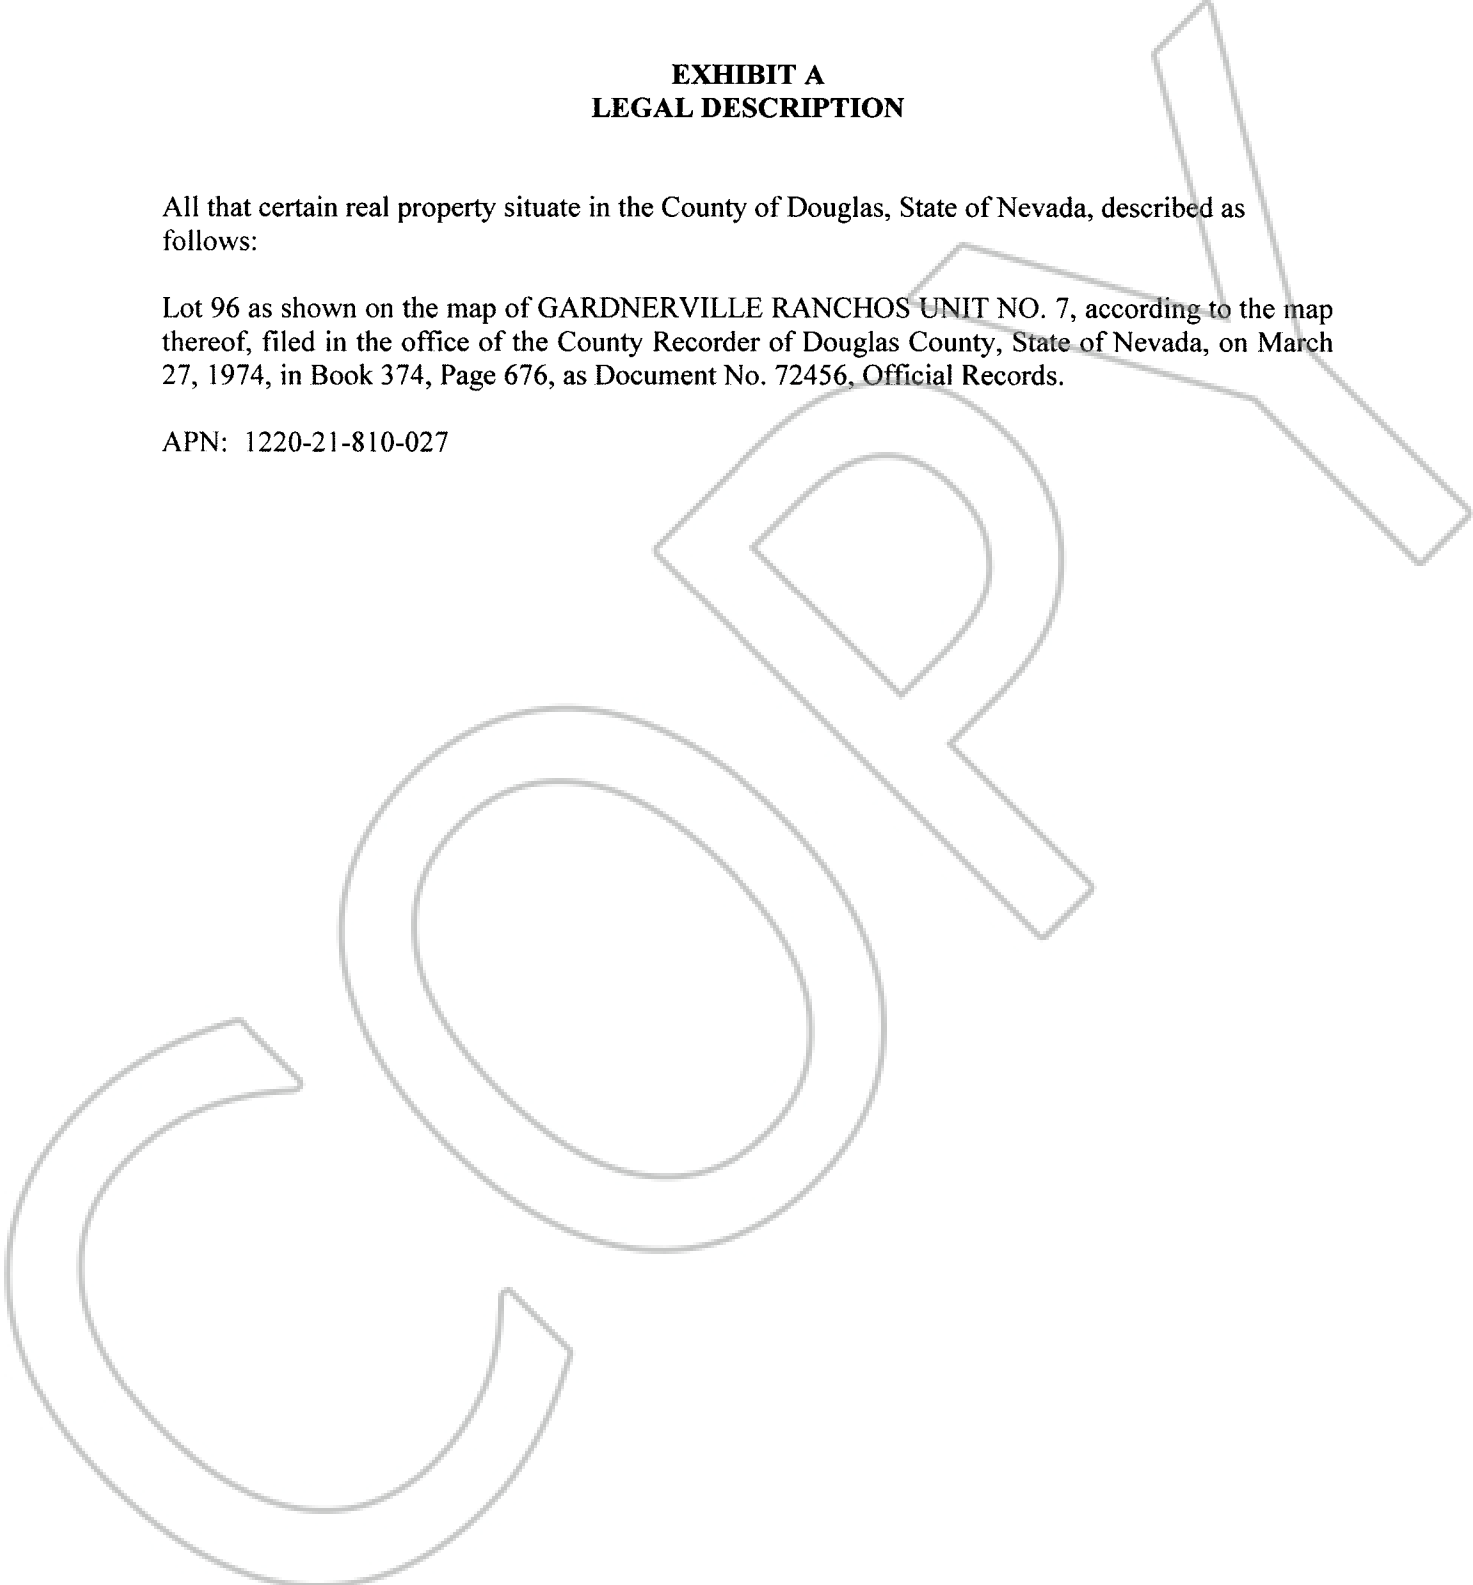 EXHIBIT A
LEGAL DESCRIPTION
All that certain real property situate in the County of Douglas, State of Nevada, described as
follows:
Lot 96 as shown on the map of GARDNERVILLE RANCHOS UNIT NO. 7, according to the map
thereof, filed in the office of the County Recorder of Douglas County, State of Nevada, on March
27, 1974, in Book 374, Page 676, as Document No. 72456, Official Records.
APN: 1220-21-810-027
COPY